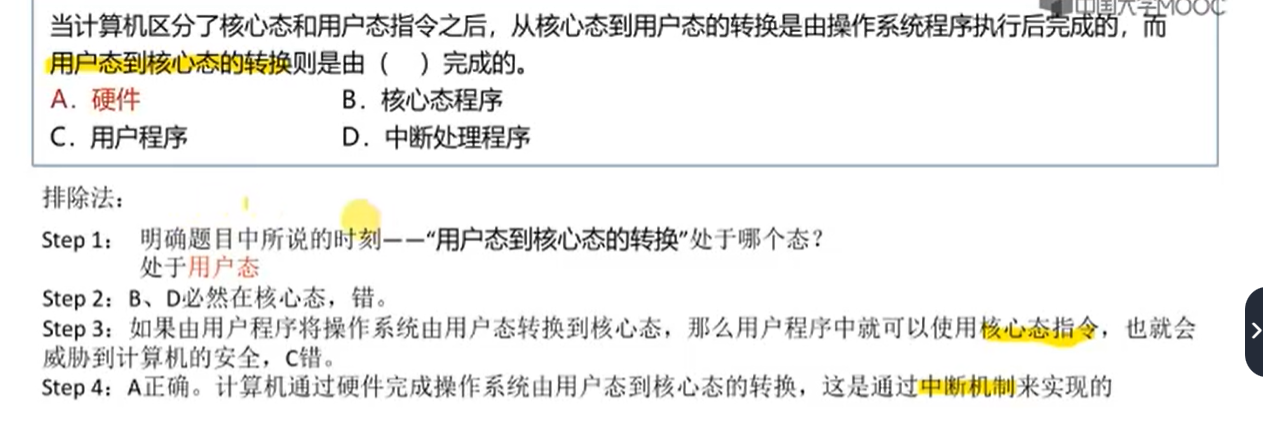 中国大学MOOC
当计算机区分了核心态和用户态指令之后，从核心态到用户态的转换是由操作系统程序执行后完成的，而
用户态到核心态的转换则是由（    ）完成的。
A．硬件    B．核心态程序
C．用户程序    D．中断处理程序
排除法：
Step 1： 明确题目中所说的时刻——“用户态到核心态的转换”处于哪个态？
处于用户态
Step 2：B、D必然在核心态，错。
Step 3：如果由用户程序将操作系统由用户态转换到核心态，那么用户程序中就可以使用核心态指令，也就会
威胁到计算机的安全，C错。
Step 4：A正确。计算机通过硬件完成操作系统由用户态到核心态的转换，这是通过中断机制来实现的